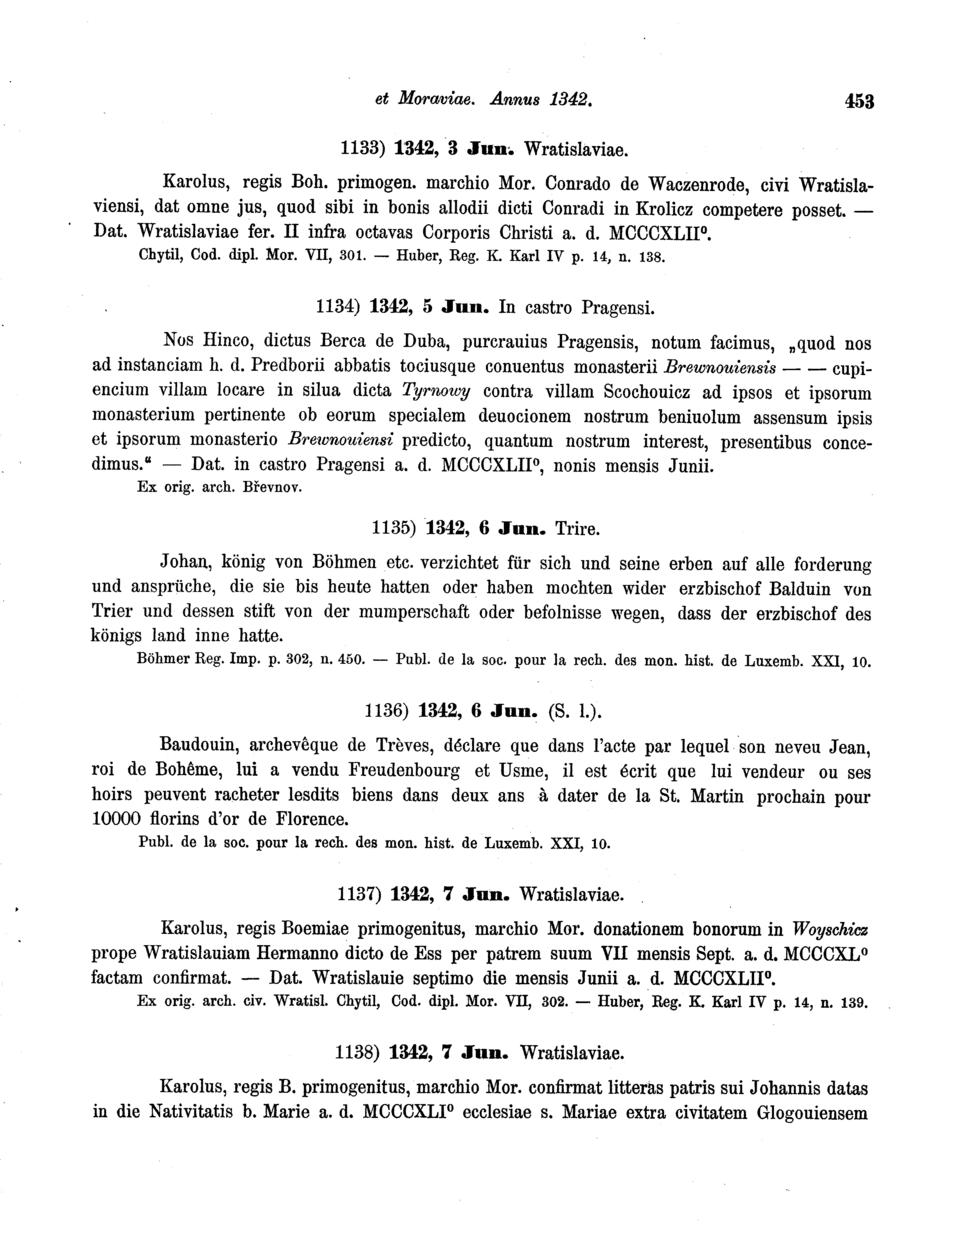 et Moraviae. Annus 1342. 453
1133) 1342, 3 Jun. Wratislaviae.
Karolus, regis Boh. primogen. marchio Mor. Conrado de Waczenrode, civi Wratisla-
viensi, dat omne jus, quod sibi in bonis allodii dicti Conradi in Krolicz competere posset. —
Dat. Wratislaviae fer. II infra octavas Corporis Christi a. d. MCCCXLII⁰.
Chytil, Cod. dipl. Mor. VII, 301. — Huber, Reg. K. Karl IV p. 14, n. 138.
1134) 1342, 5 Jun. In castro Pragensi.
Nos Hinco, dictus Berca de Duba, purcrauius Pragensis, notum facimus, „quod nos
ad instanciam h. d. Predborii abbatis tociusque conuentus monasterii Brewnouiensis — — cupi-
encium villam locare in silua dicta Tyrnowy contra villam Scochouicz ad ipsos et ipsorum
monasterium pertinente ob eorum specialem deuocionem nostrum beniuolum assensum ipsis
et ipsorum monasterio Brewnouiensi predicto, quantum nostrum interest, presentibus conce-
dimus.“ — Dat. in castro Pragensi a. d. MCCCXLII⁰, nonis mensis Junii.
Ex orig. arch. Břevnov.
1135) 1342, 6 Jun. Trire.
Johan, könig von Böhmen etc. verzichtet für sich und seine erben auf alle forderung
und ansprüche, die sie bis heute hatten oder haben mochten wider erzbischof Balduin von
Trier und dessen stift von der mumperschaft oder befolnisse wegen, dass der erzbischof des
königs land inne hatte.
Böhmer Reg. Imp. p. 302, n. 450. — Publ. de la soc. pour la rech. des mon. hist. de Luxemb. XXI, 10.
1136) 1342, 6 Jun. (S. l.).
Baudouin, archevêque de Trèves, déclare que dans l'acte par lequel son neveu Jean,
roi de Bohême, lui a vendu Freudenbourg et Usme, il est écrit que lui vendeur ou ses
hoirs peuvent racheter lesdits biens dans deux ans à dater de la St. Martin prochain pour
10000 florins d'or de Florence.
Publ. de la soc. pour la rech. des mon. hist. de Luxemb. XXI, 10.
1137) 1342, 7 Jun. Wratislaviae.
Karolus, regis Boemiae primogenitus, marchio Mor. donationem bonorum in Woyschicz
prope Wratislauiam Hermanno dicto de Ess per patrem suum VII mensis Sept. a. d. MCCCXL⁰
factam confirmat. — Dat. Wratislauie septimo die mensis Junii a. d. MCCCXLII⁰.
Ex orig. arch. civ. Wratisl. Chytil, Cod. dipl. Mor. VII, 302. — Huber, Reg. K. Karl IV p. 14, n. 139.
1138) 1342, 7 Jun. Wratislaviae.
Karolus, regis B. primogenitus, marchio Mor. confirmat litteras patris sui Johannis datas
in die Nativitatis b. Marie a. d. MCCCXLI⁰ ecclesiae s. Mariae extra civitatem Glogouiensem